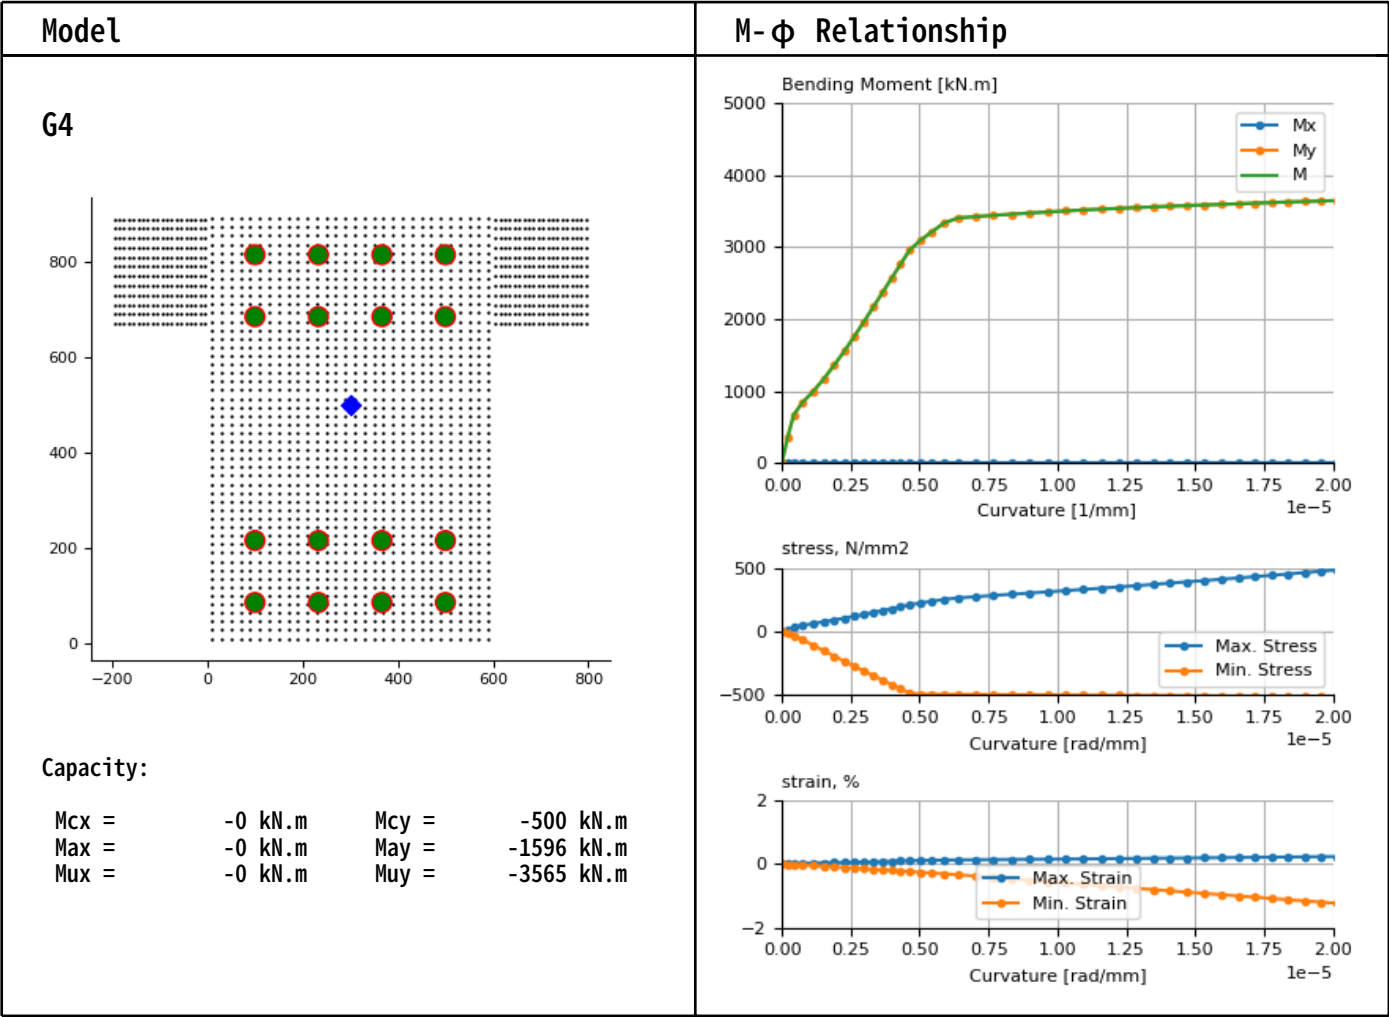 Model
M-Φ Relationship
G4
800
600
400
200
0
−200 0 200 400 600 800
Capacity:
Mcx = -0 kN.m Mcy = -500 kN.m
Max = -0 kN.m May = -1596 kN.m
Mux = -0 kN.m Muy = -3565 kN.m
Bending Moment [kN.m]
5000
4000
3000
2000
1000
0
Mx
My
M
0.00 0.25 0.50 0.75 1.00 1.25 1.50 1.75 2.00
1e−5
Curvature [1/mm]
stress, N/mm2
500
0
−500
Max. Stress
Min. Stress
0.00 0.25 0.50 0.75 1.00 1.25 1.50 1.75 2.00
1e−5
Curvature [rad/mm]
strain, %
2
0
−2
Max. Strain
Min. Strain
0.00 0.25 0.50 0.75 1.00 1.25 1.50 1.75 2.00
1e−5
Curvature [rad/mm]